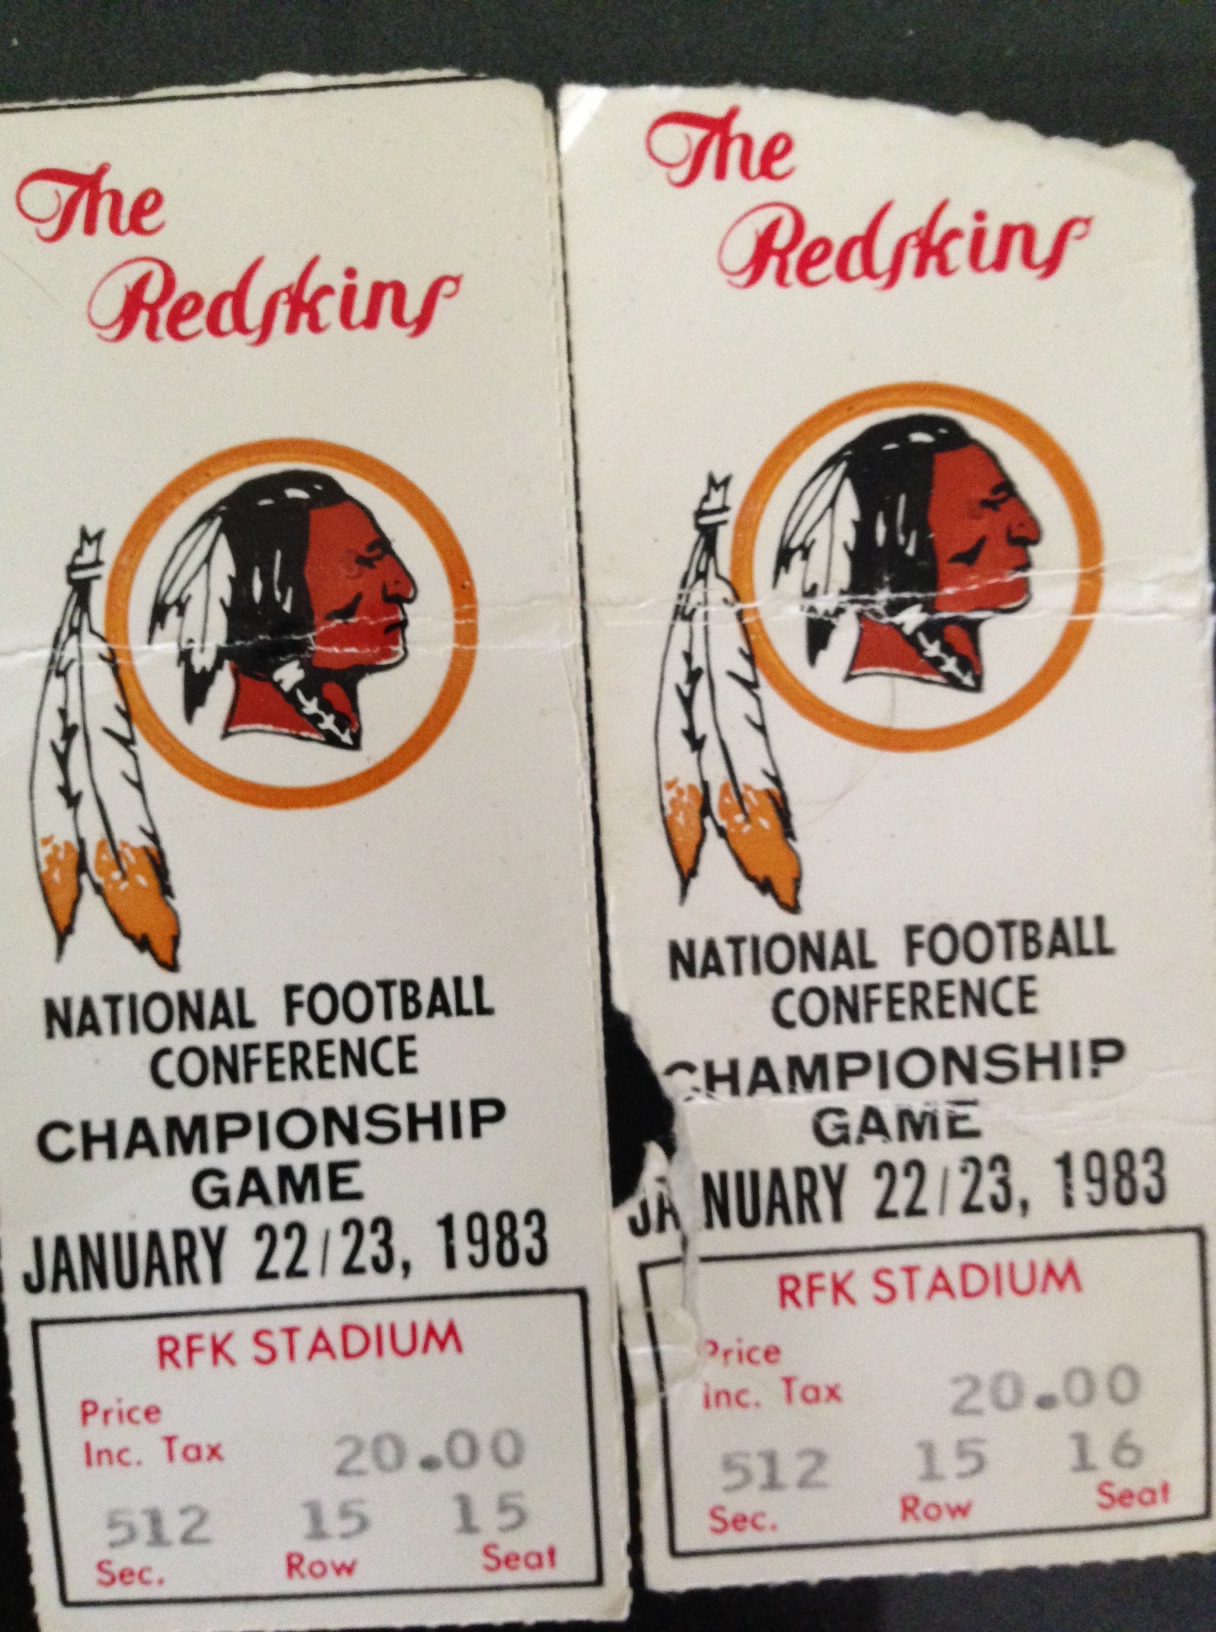 The
Redskins
NATIONAL FOOTBALL
CONFERENCE
CHAMPIONSHIP
GAME
JANUARY 22/23, 1983
RFK STADIUM
Price
Inc. Tax 20.00
512 15 15
Sec. Row Seat
The
Redskins
NATIONAL FOOTBALL
CONFERENCE
CHAMPIONSHIP
GAME
JANUARY 22/23, 1983
RFK STADIUM
Price
Inc. Tax 20.00
512 15 16
Sec. Row Seat